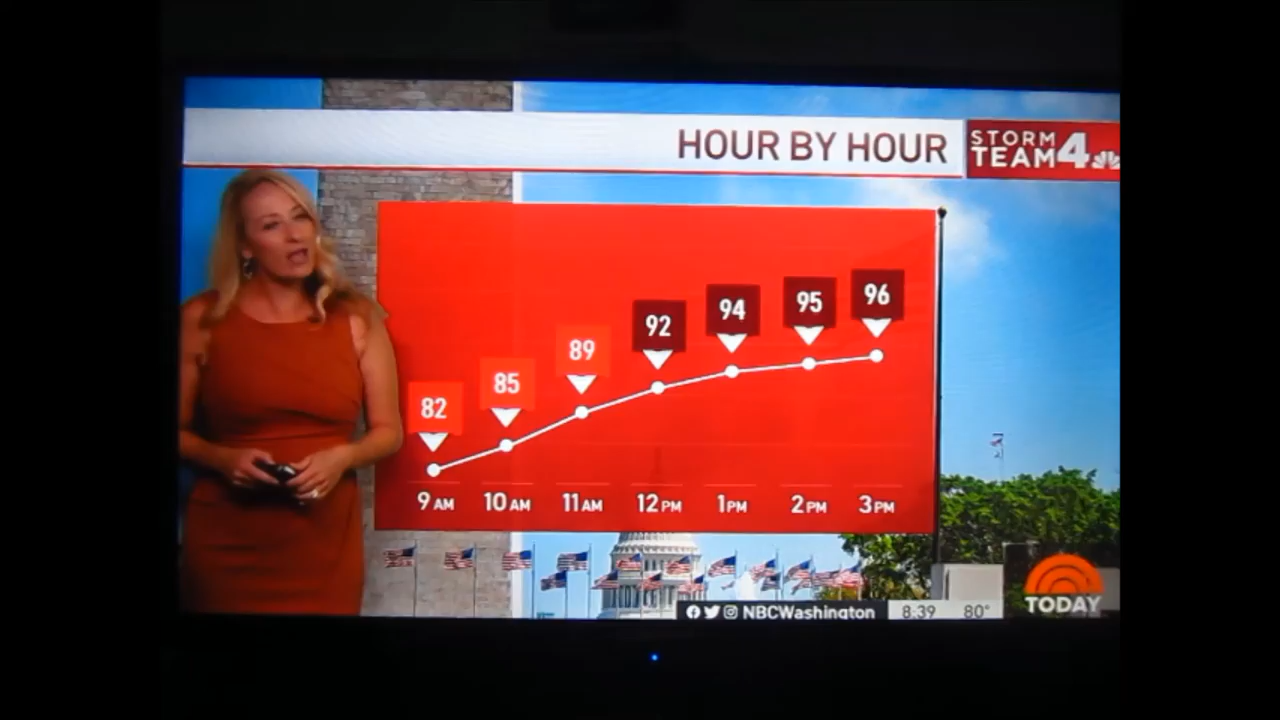 HOUR BY HOUR
STORM
TEAM 4
82
85
89
92
94
95
96
9 AM
10 AM
11 AM
12 PM
1 PM
2 PM
3 PM
NBCWashington
8:39
80°
TODAY